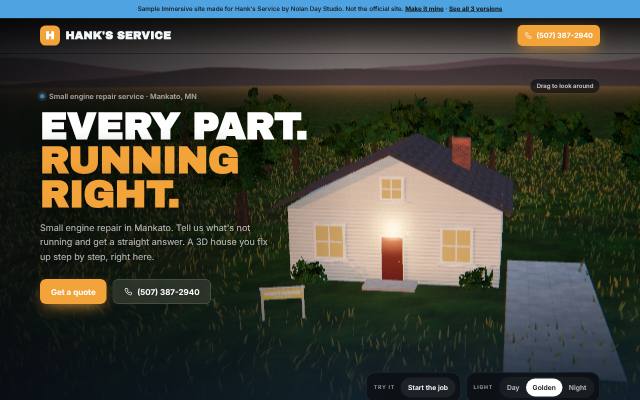 Sample Immersive site made for Hank's Service by Nolan Day Studio. Not the official site. Make it mine · See all 3 versions
H HANK'S SERVICE
(507) 387-2940
Drag to look around
Small engine repair service · Mankato, MN
EVERY PART.
RUNNING
RIGHT.
Small engine repair in Mankato. Tell us what's not
running and get a straight answer. A 3D house you fix
up step by step, right here.
Get a quote
(507) 387-2940
TRY IT Start the job LIGHT Day Golden Night